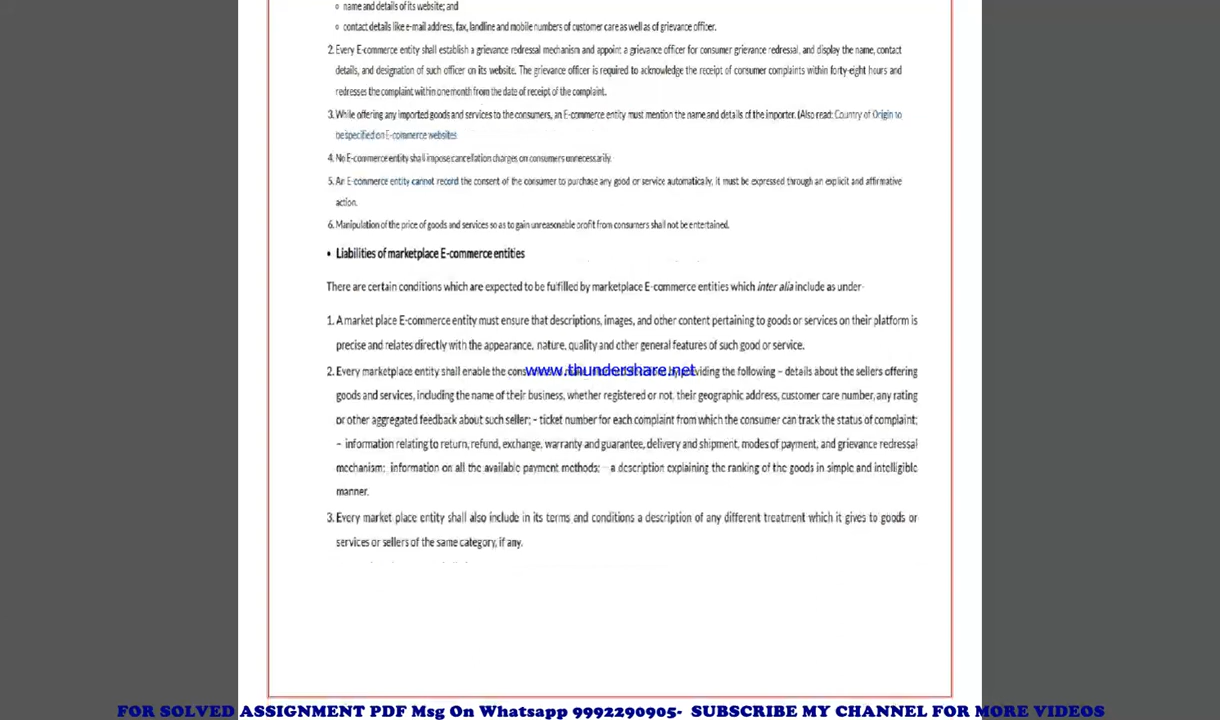 ○ name and details of its website; and
○ contact details like e-mail address, fax, landline and mobile numbers of customer care as well as of grievance officer.
2. Every E-commerce entity shall establish a grievance redressal mechanism and appoint a grievance officer for consumer grievance redressal, and display the name, contact
details, and designation of such officer on its website. The grievance officer is required to acknowledge the receipt of consumer complaints within forty-eight hours and
redresses the complaint within one month from the date of receipt of the complaint.
3. While offering any imported goods and services to the consumers, an E-commerce entity must mention the name and details of the importer. (Also read: Country of Origin to
be specified on E-commerce websites
4. No E-commerce entity shall impose cancellation charges on consumers unnecessarily.
5. An E-commerce entity cannot record the consent of the consumer to purchase any good or service automatically, it must be expressed through an explicit and affirmative
action.
6. Manipulation of the price of goods and services so as to gain unreasonable profit from consumers shall not be entertained.
• Liabilities of marketplace E-commerce entities
There are certain conditions which are expected to be fulfilled by marketplace E-commerce entities which inter alia include as under-
1. A market place E-commerce entity must ensure that descriptions, images, and other content pertaining to goods or services on their platform is
precise and relates directly with the appearance, nature, quality and other general features of such good or service.
2. Every marketplace entity shall enable the www.thundershare.net providing the following – details about the sellers offering
goods and services, including the name of their business, whether registered or not, their geographic address, customer care number, any rating
or other aggregated feedback about such seller; – ticket number for each complaint from which the consumer can track the status of complaint;
– information relating to return, refund, exchange, warranty and guarantee, delivery and shipment, modes of payment, and grievance redressal
mechanism; information on all the available payment methods; – a description explaining the ranking of the goods in simple and intelligible
manner.
3. Every market place entity shall also include in its terms and conditions a description of any different treatment which it gives to goods or
services or sellers of the same category, if any.
FOR SOLVED ASSIGNMENT PDF Msg On Whatsapp 9992290905- SUBSCRIBE MY CHANNEL FOR MORE VIDEOS